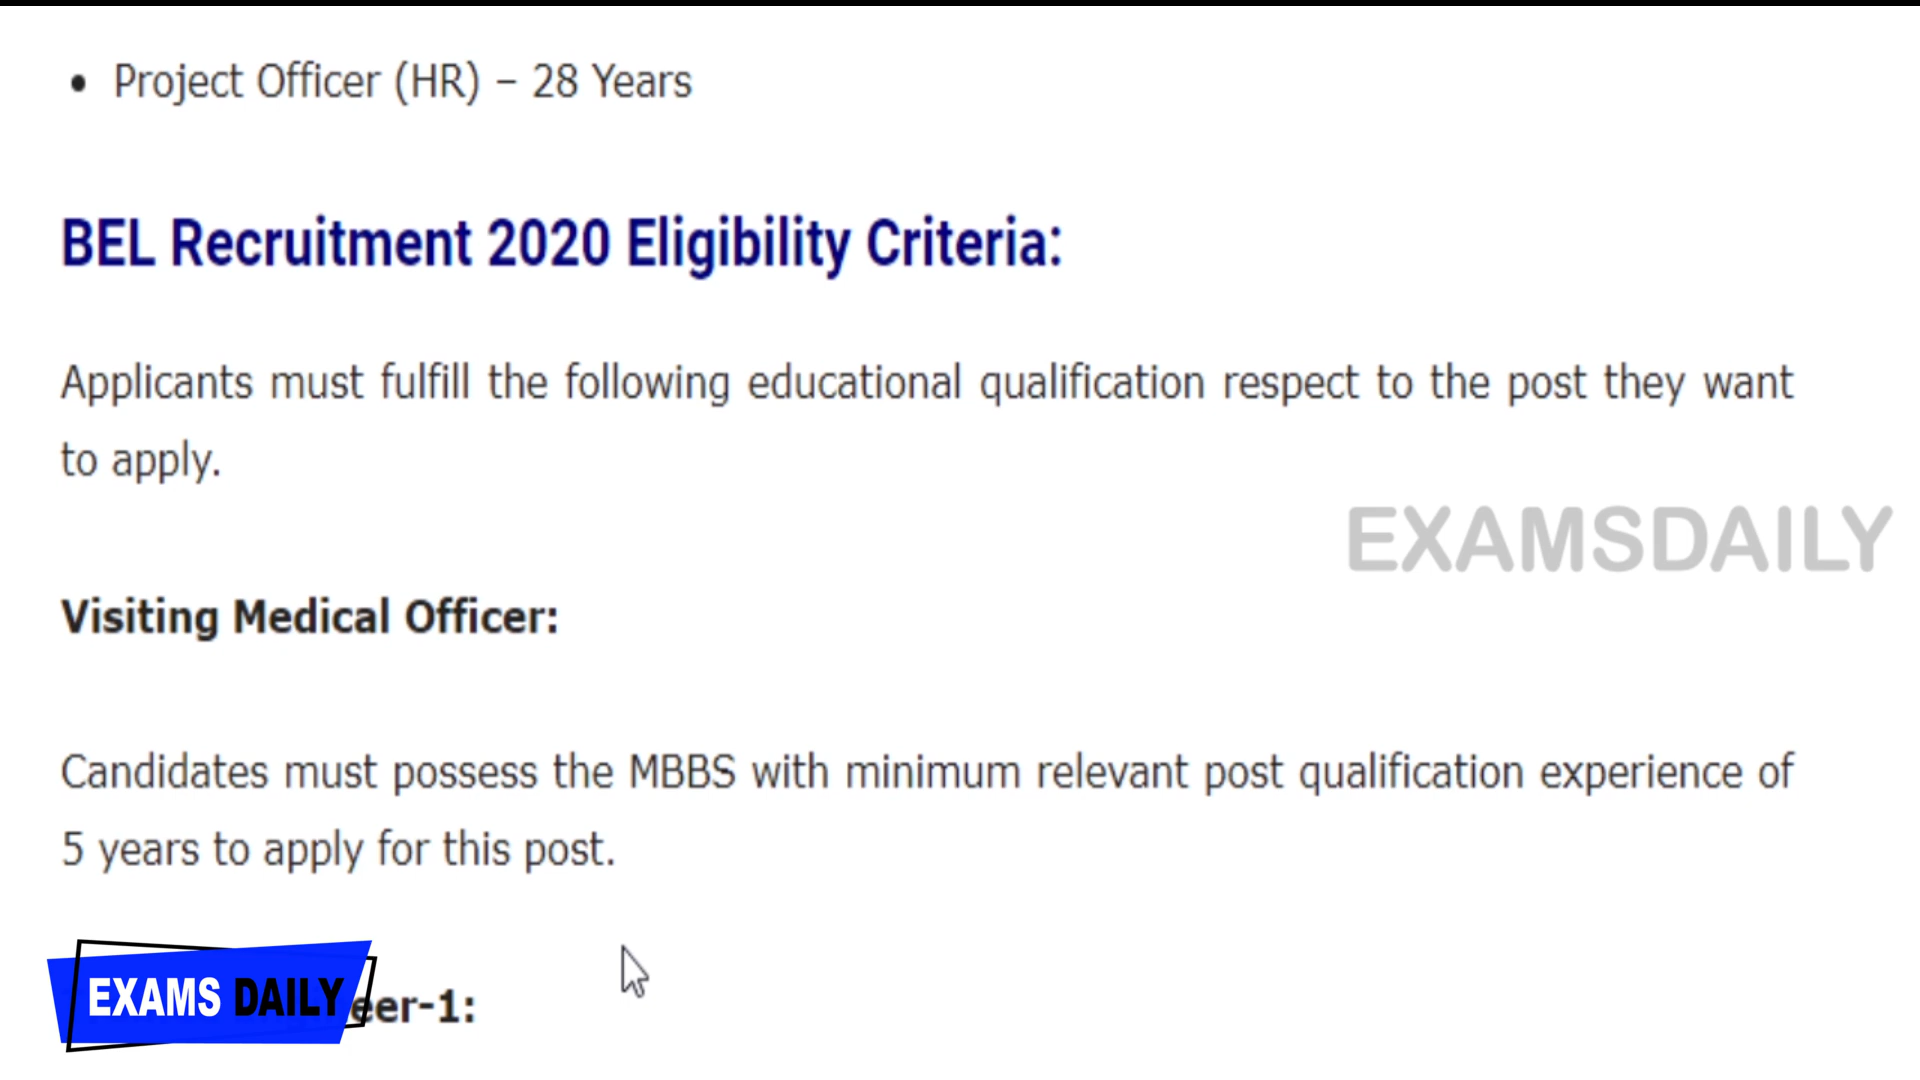 • Project Officer (HR) – 28 Years
BEL Recruitment 2020 Eligibility Criteria:
Applicants must fulfill the following educational qualification respect to the post they want
to apply.
EXAMSDAILY
Visiting Medical Officer:
Candidates must possess the MBBS with minimum relevant post qualification experience of
5 years to apply for this post.
EXAMS DAILY